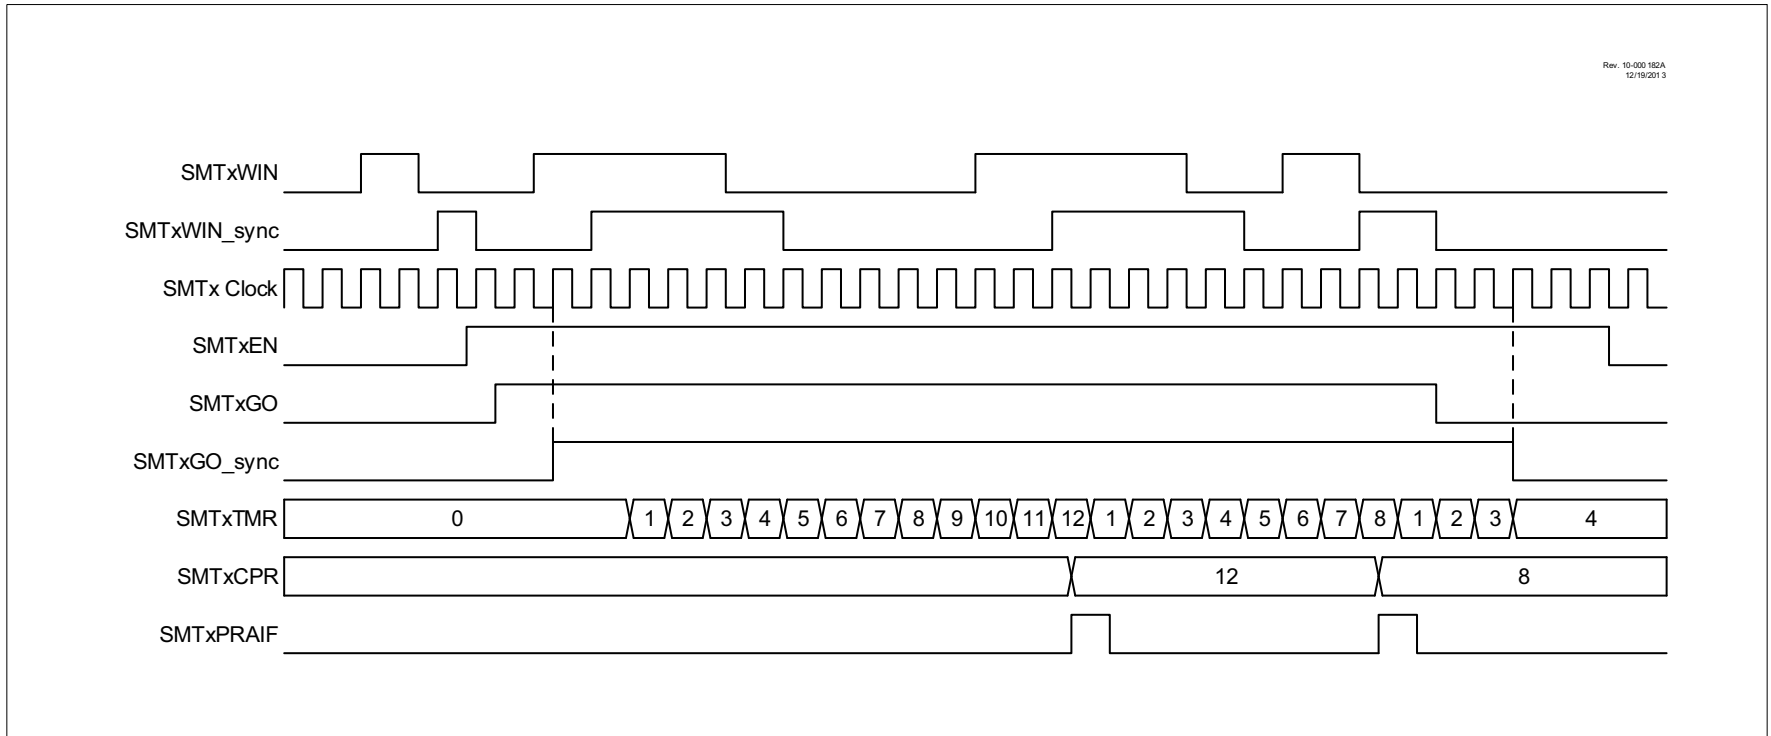 Rev. 10-000 182A
12/19/201 3
SMTxWIN
SMTxWIN_sync
SMTx Clock
SMTxEN
SMTxGO
SMTxGO_sync
SMTxTMR 0 1 2 3 4 5 6 7 8 9 10 11 12 1 2 3 4 5 6 7 8 1 2 3 4
SMTxCPR 12 8
SMTxPRAIF